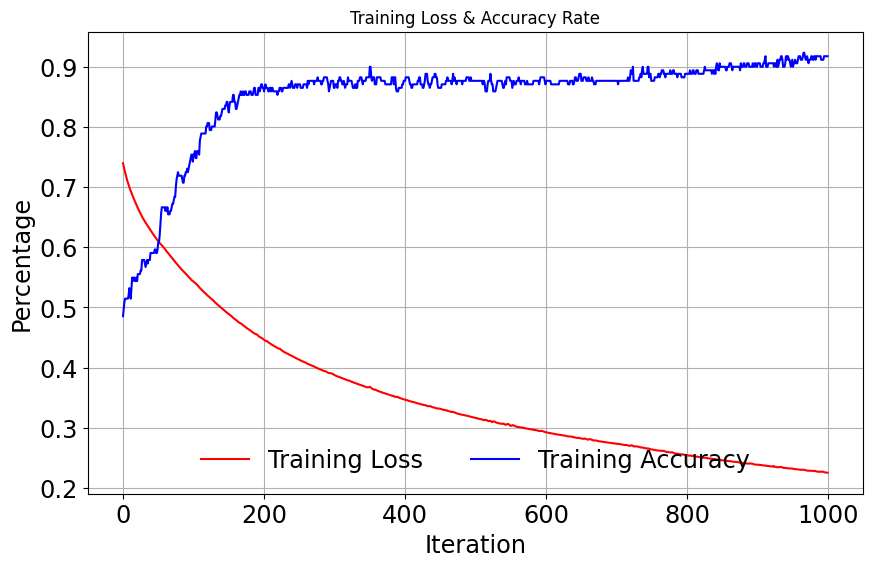 Training Loss & Accuracy Rate
0.9
0.8
0.7
0.6
0.5
0.4
0.3
0.2
Percentage
Training Loss
Training Accuracy
0
200
400
600
800
1000
Iteration